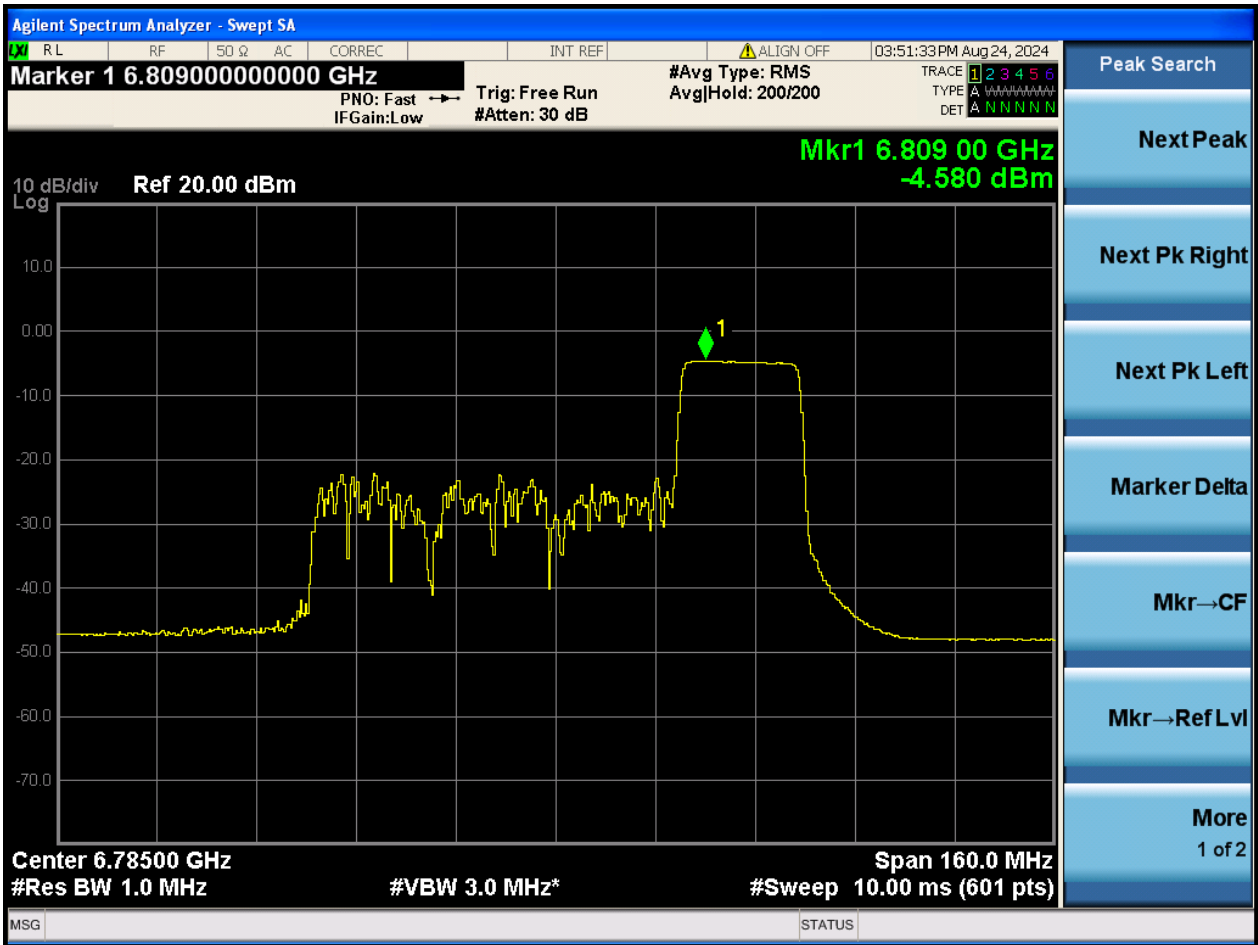 Agilent Spectrum Analyzer - Swept SA
LXI RL RF 50 Ω AC CORREC INT REF ALIGN OFF 03:51:33 PM Aug 24, 2024
Marker 1 6.809000000000 GHz
PNO: Fast
IFGain:Low
Trig: Free Run
#Atten: 30 dB
#Avg Type: RMS
Avg|Hold: 200/200
TRACE 1 2 3 4 5 6
TYPE A WWWWW
DET A N N N N N
Mkr1 6.809 00 GHz
-4.580 dBm
10 dB/div Ref 20.00 dBm
Log
10.0
0.00
-10.0
-20.0
-30.0
-40.0
-50.0
-60.0
-70.0
1
Center 6.78500 GHz Span 160.0 MHz
#Res BW 1.0 MHz #VBW 3.0 MHz* #Sweep 10.00 ms (601 pts)
MSG STATUS
Peak Search
Next Peak
Next Pk Right
Next Pk Left
Marker Delta
Mkr→CF
Mkr→Ref Lvl
More
1 of 2